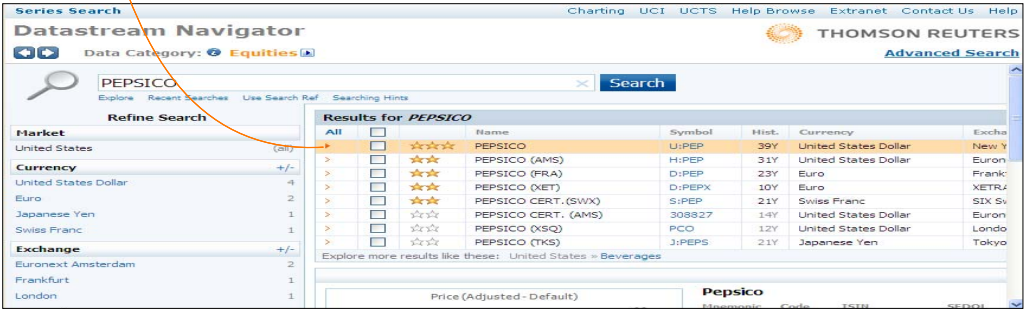 Series Search Charting UCI UCTS Help Browse Extranet Contact Us Help
Datastream Navigator
THOMSON REUTERS
Data Category: Equities
Advanced Search
PEPSICO Search
Explore Recent Searches Use Search Ref Searching Hints
Refine Search
Results for PEPSICO
Market
All Name Symbol Hist. Currency Excha
United States (all)
PEPSICO U:PEP 39Y United States Dollar New Y
Currency +/-
PEPSICO (AMS) H:PEP 31Y United States Dollar Euron
PEPSICO (FRA) D:PEP 23Y Euro Frank
United States Dollar 4
PEPSICO (XET) D:PEPX 10Y Euro XETRA
Euro 2
PEPSICO CERT.(SWX) S:PEP 21Y Swiss Franc SIX Sw
Japanese Yen 1
PEPSICO CERT. (AMS) 308827 14Y United States Dollar Euron
Swiss Franc 1
PEPSICO (XSQ) PCO 12Y United States Dollar Londo
Exchange +/-
PEPSICO (TKS) J:PEPS 21Y Japanese Yen Tokyo
Explore more results like these: United States » Beverages
Euronext Amsterdam 2
Frankfurt 1
London 1
Price (Adjusted - Default)
Pepsico
Mnemonic Code ISIN SEDOL